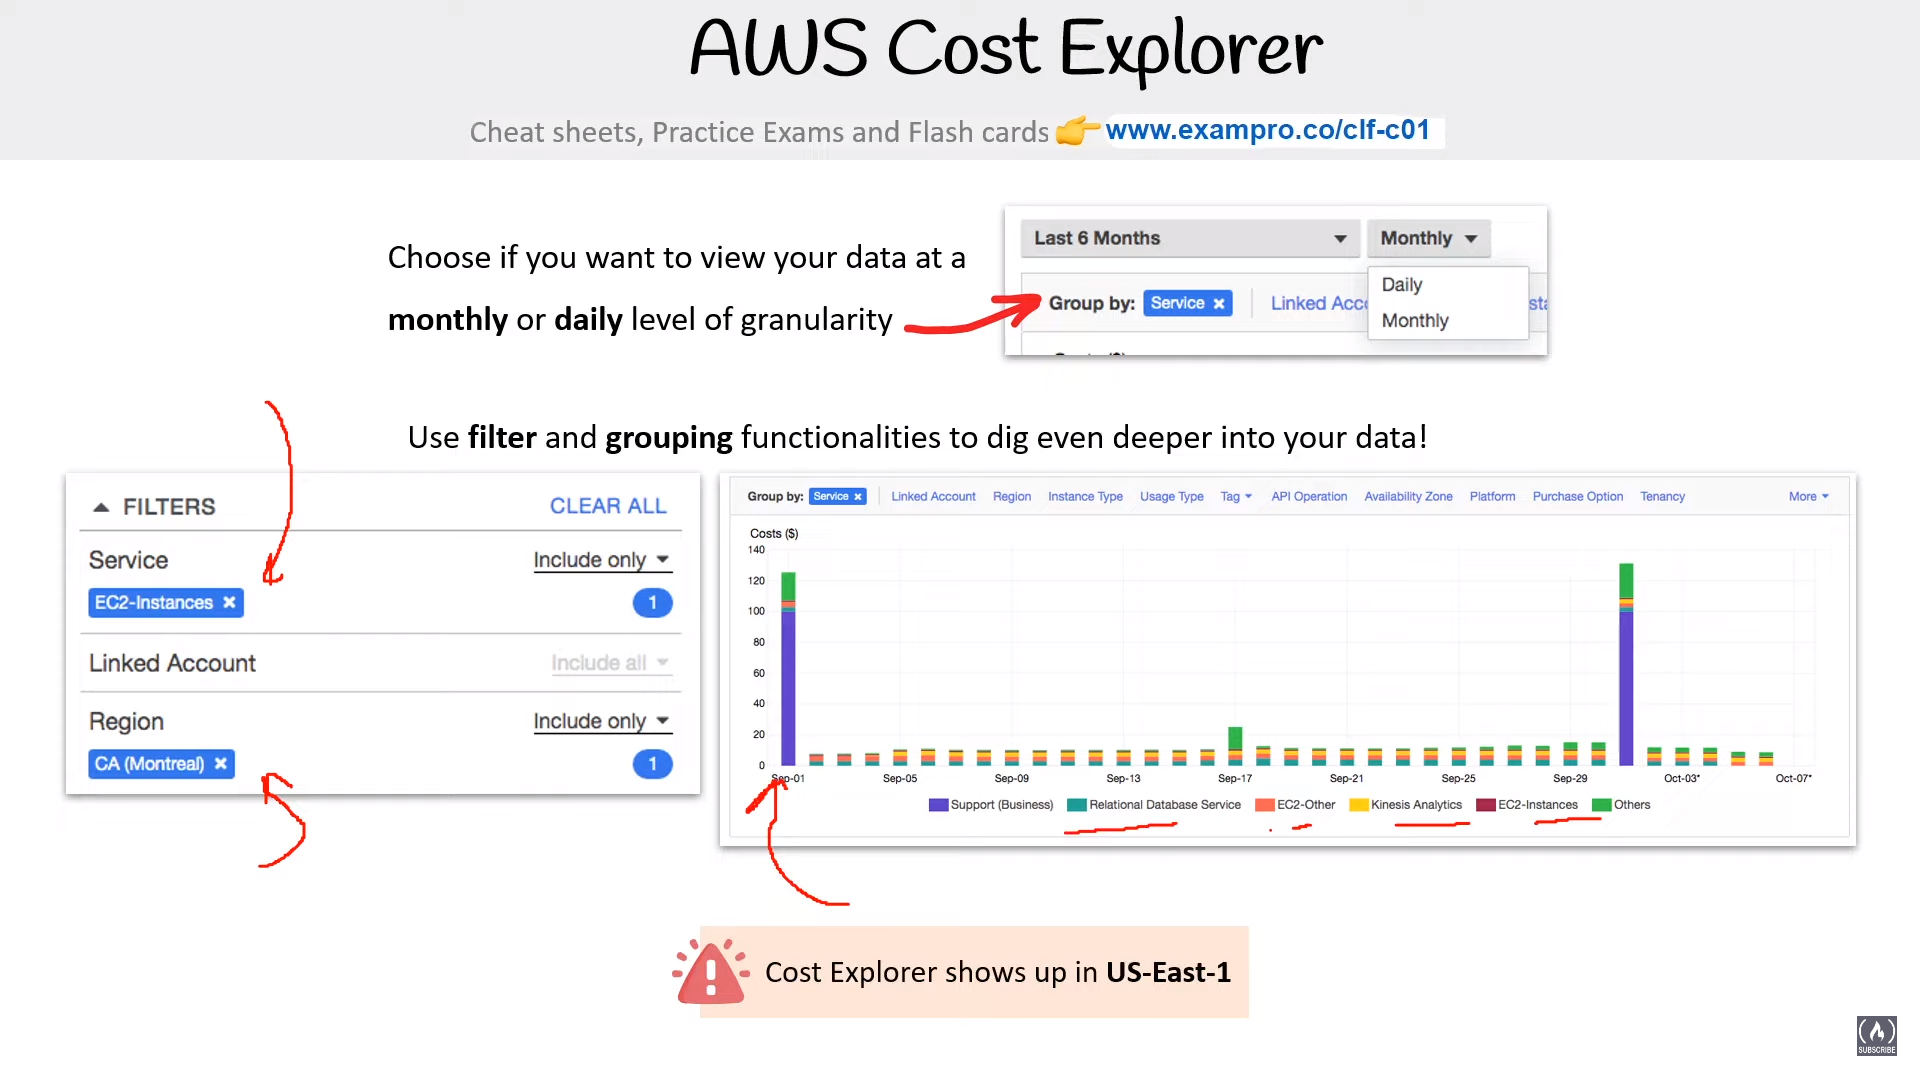 AWS Cost Explorer
Cheat sheets, Practice Exams and Flash cards www.exampro.co/clf-c01
Choose if you want to view your data at a
monthly or daily level of granularity
Last 6 Months Monthly
Daily
Monthly
Group by: Service × Linked
Use filter and grouping functionalities to dig even deeper into your data!
FILTERS CLEAR ALL
Service Include only
EC2-Instances × 1
Linked Account Include all
Region Include only
CA (Montreal) × 1
Group by: Service × Linked Account Region Instance Type Usage Type Tag API Operation Availability Zone Platform Purchase Option Tenancy More
Costs ($)
140
120
100
80
60
40
20
0
Sep-01 Sep-05 Sep-09 Sep-13 Sep-17 Sep-21 Sep-25 Sep-29 Oct-03* Oct-07*
Support (Business) Relational Database Service EC2-Other Kinesis Analytics EC2-Instances Others
Cost Explorer shows up in US-East-1
SUBSCRIBE